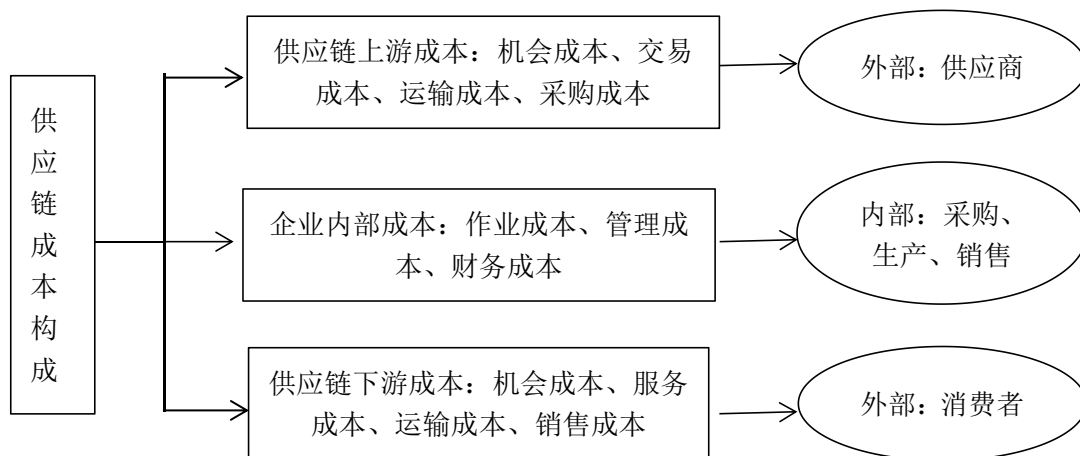 供应链成本构成
供应链上游成本：机会成本、交易
成本、运输成本、采购成本
外部：供应商
企业内部成本：作业成本、管理成
本、财务成本
内部：采购、
生产、销售
供应链下游成本：机会成本、服务
成本、运输成本、销售成本
外部：消费者